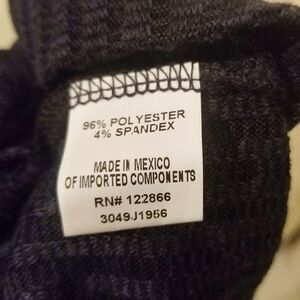 96% POLYESTER
4% SPANDEX
MADE IN MEXICO
OF IMPORTED COMPONENTS
RN# 122866
3049J1956